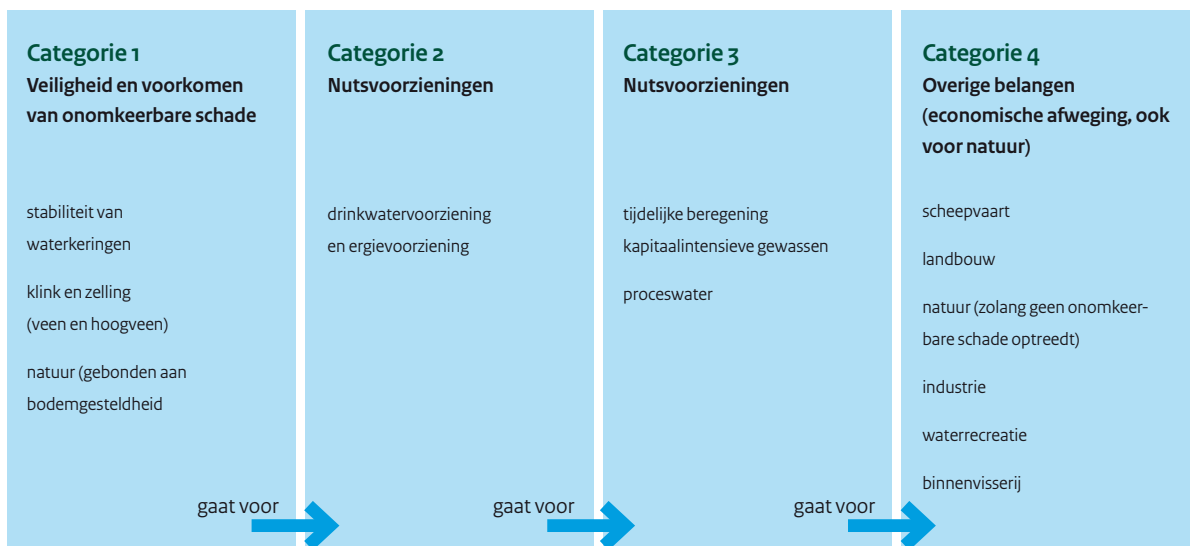 Categorie 1
Veiligheid en voorkomen
van onomkeerbare schade
stabiliteit van
waterkeringen
klink en zelling
(veen en hoogveen)
natuur (gebonden aan
bodemgesteldheid
gaat voor
Categorie 2
Nutsvoorzieningen
drinkwatervoorziening
en ergievoorziening
gaat voor
Categorie 3
Nutsvoorzieningen
tijdelijke beregening
kapitaalintensieve gewassen
proceswater
gaat voor
Categorie 4
Overige belangen
(economische afweging, ook
voor natuur)
scheepvaart
landbouw
natuur (zolang geen onomkeer-
bare schade optreedt)
industrie
waterrecreatie
binnenvisserij